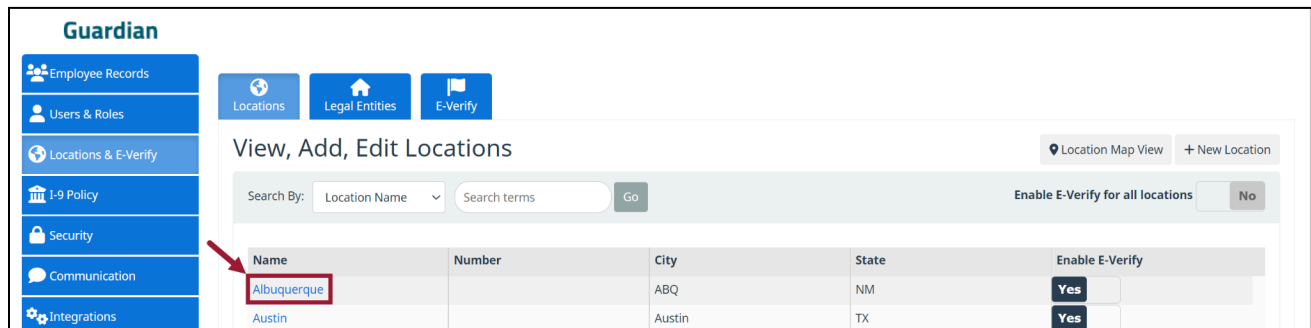 Guardian
Employee Records
Users & Roles
Locations & E-Verify
I-9 Policy
Security
Communication
Integrations
Locations
Legal Entities
E-Verify
View, Add, Edit Locations
Location Map View
+ New Location
Search By: Location Name Search terms Go
Enable E-Verify for all locations No
Name Number City State Enable E-Verify
Albuquerque ABQ NM Yes
Austin Austin TX Yes